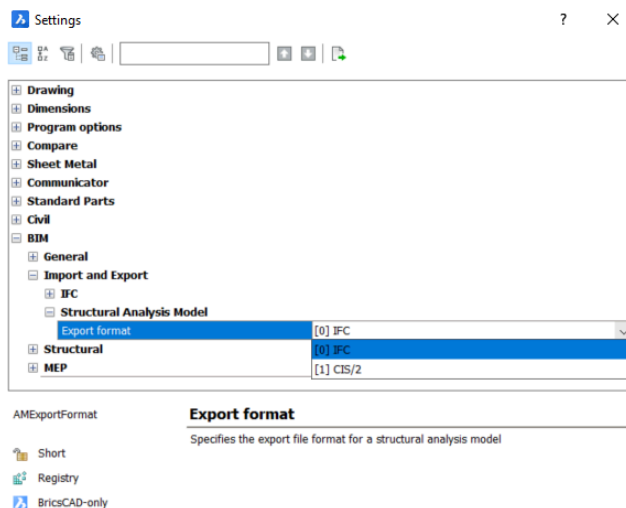 Settings
Drawing
Dimensions
Program options
Compare
Sheet Metal
Communicator
Standard Parts
Civil
BIM
General
Import and Export
IFC
Structural Analysis Model
Export format [0] IFC
[0] IFC
Structural
[1] CIS/2
MEP
AMExportFormat
Export format
Specifies the export file format for a structural analysis model
Short
Registry
BricsCAD-only